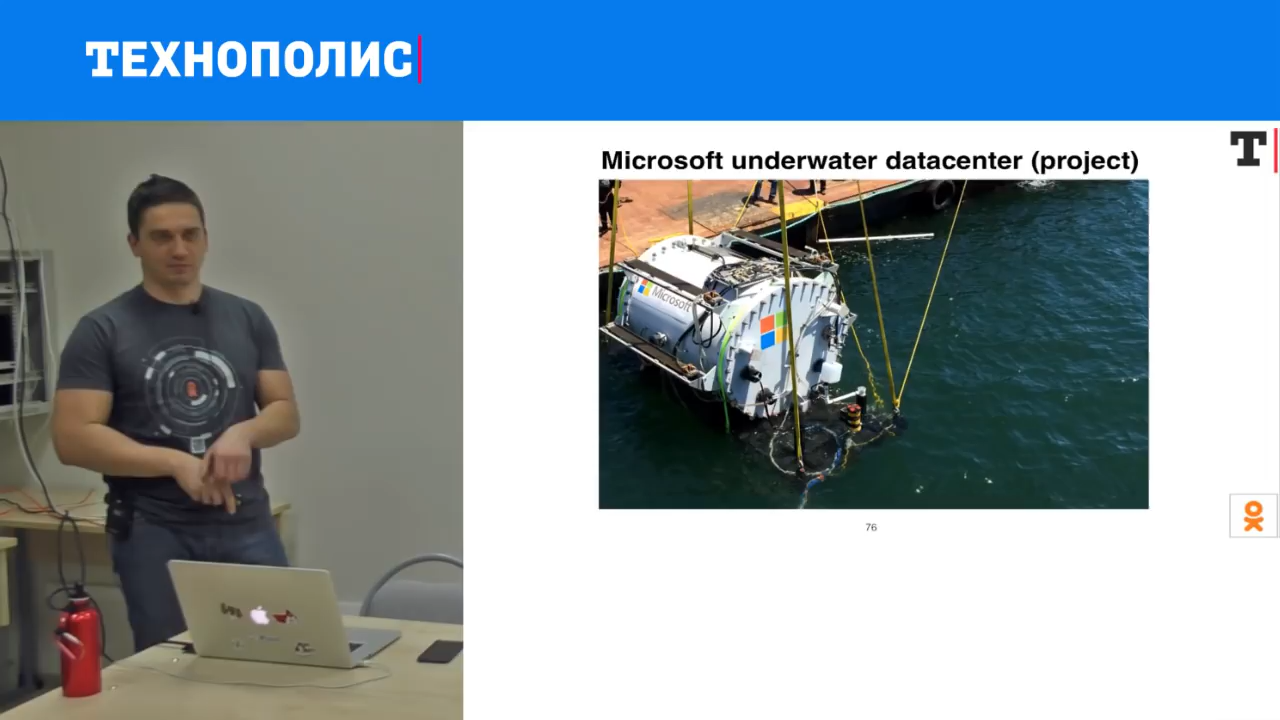 ТЕХНОПОЛИС
Microsoft underwater datacenter (project)
T
Microsoft
76